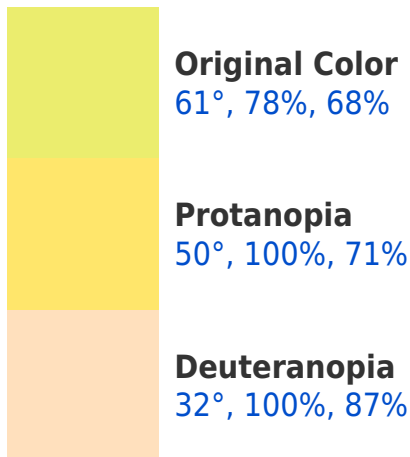 Original Color
61°, 78%, 68%
Protanopia
50°, 100%, 71%
Deuteranopia
32°, 100%, 87%